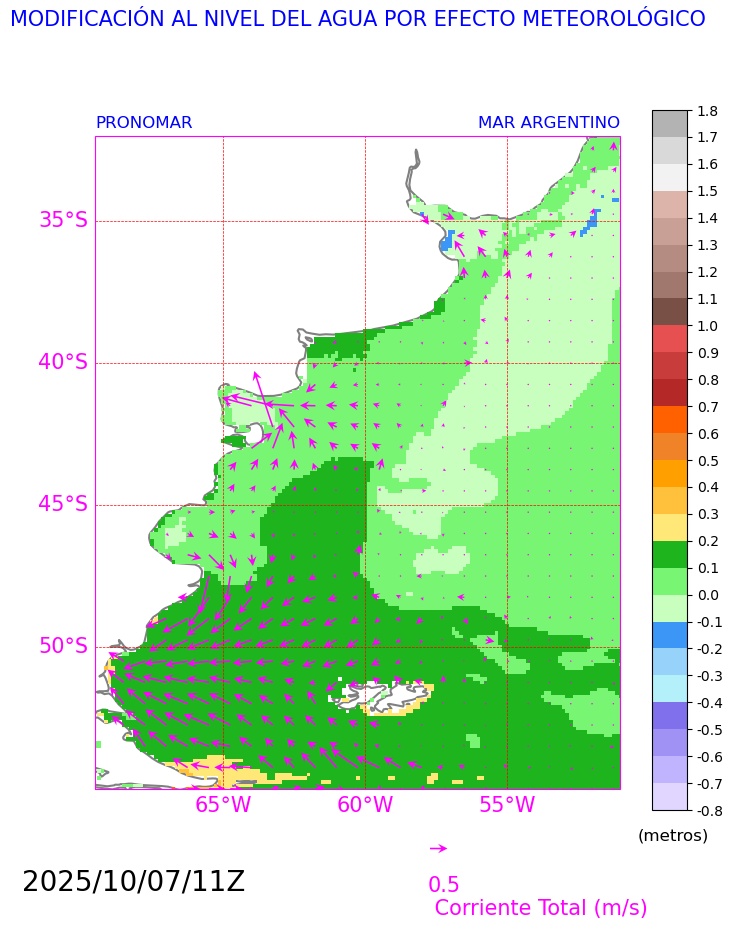 MODIFICACIÓN AL NIVEL DEL AGUA POR EFECTO METEOROLÓGICO
PRONOMAR MAR ARGENTINO
1.8
1.7
1.6
1.5
1.4
1.3
1.2
1.1
1.0
0.9
0.8
0.7
0.6
0.5
0.4
0.3
0.2
0.1
0.0
-0.1
-0.2
-0.3
-0.4
-0.5
-0.6
-0.7
-0.8
(metros)
35°S
40°S
45°S
50°S
65°W 60°W 55°W
2025/10/07/11Z
0.5
Corriente Total (m/s)